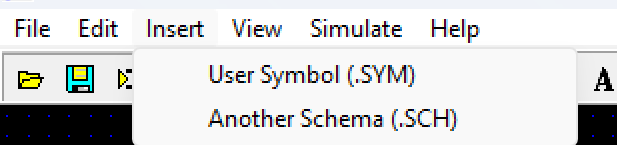 File Edit Insert View Simulate Help
User Symbol (.SYM)
Another Schema (.SCH)
A